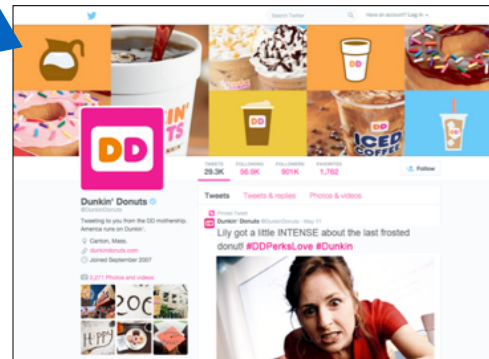 Search Twitter
Have an account? Log in
DD
DD
ICED
COFFEE
DD
TWEETS FOLLOWING FOLLOWERS FAVORITES
29.3K 56.9K 901K 1,762
Follow
Dunkin' Donuts
@DunkinDonuts
Tweeting to you from the DD mothership.
America runs on Dunkin'.
Canton, Mass.
dunkindonuts.com
Joined September 2007
2,271 Photos and videos
Tweets Tweets & replies Photos & videos
Pinned Tweet
Dunkin' Donuts @DunkinDonuts · May 11
Lily got a little INTENSE about the last frosted
donut! #DDPerksLove #Dunkin